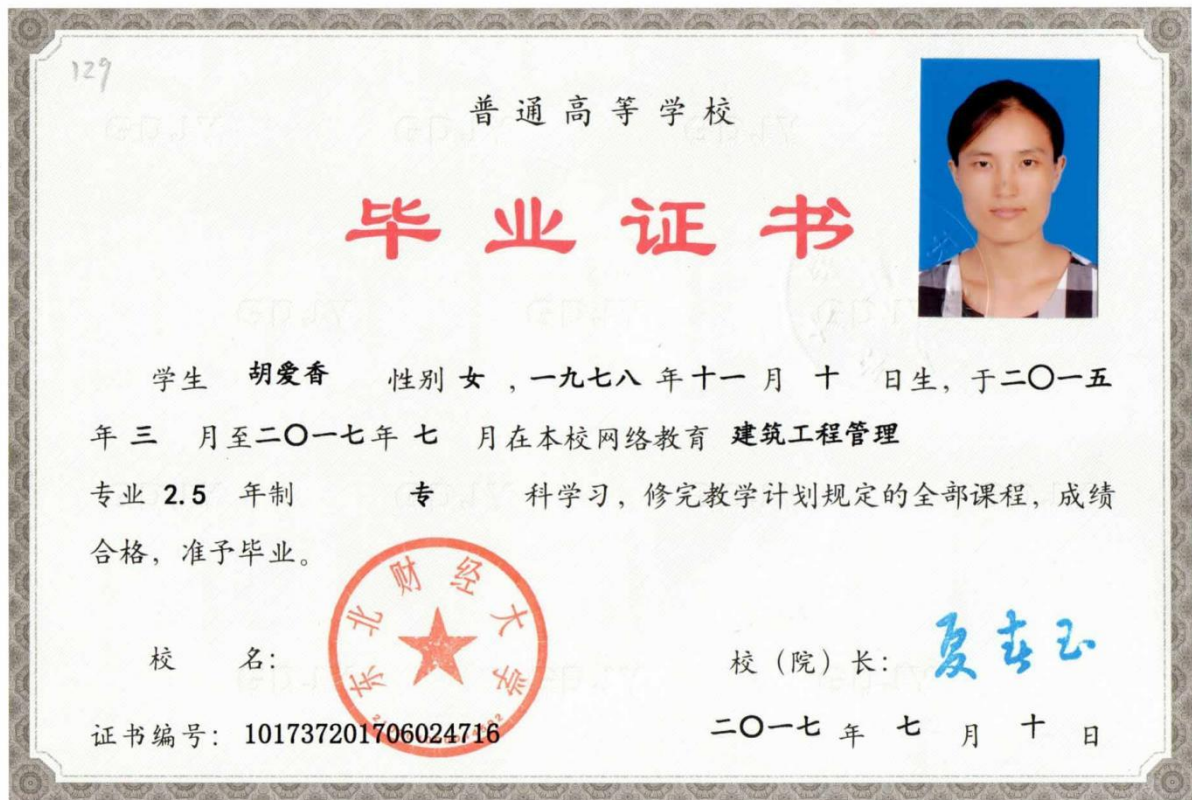 129
普通高等学校
毕业证书
学生 胡爱香 性别 女 ，一九七八 年 十一 月 十 日生，于二〇一五
年 三 月至二〇一七年 七 月在本校网络教育 建筑工程管理
专业 2.5 年制 专 科学习，修完教学计划规定的全部课程，成绩
合格，准予毕业。
东北财经大学
校 名：
校（院）长： 夏春玉
证书编号： 101737201706024716
二〇一七 年 七 月 十 日